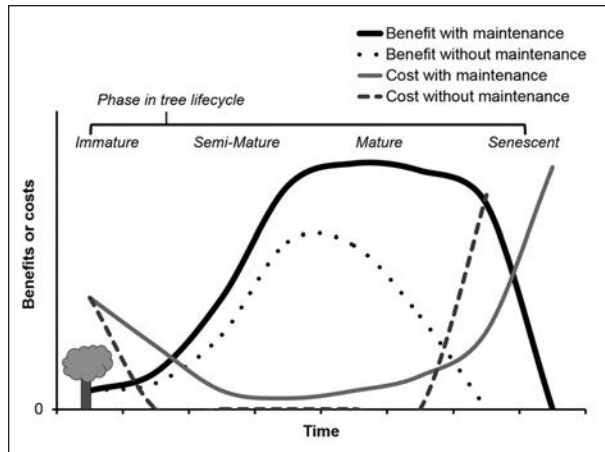 Benefit with maintenance
Benefit without maintenance
Cost with maintenance
Cost without maintenance
Phase in tree lifecycle
Immature Semi-Mature Mature Senescent
Benefits or costs
0
Time